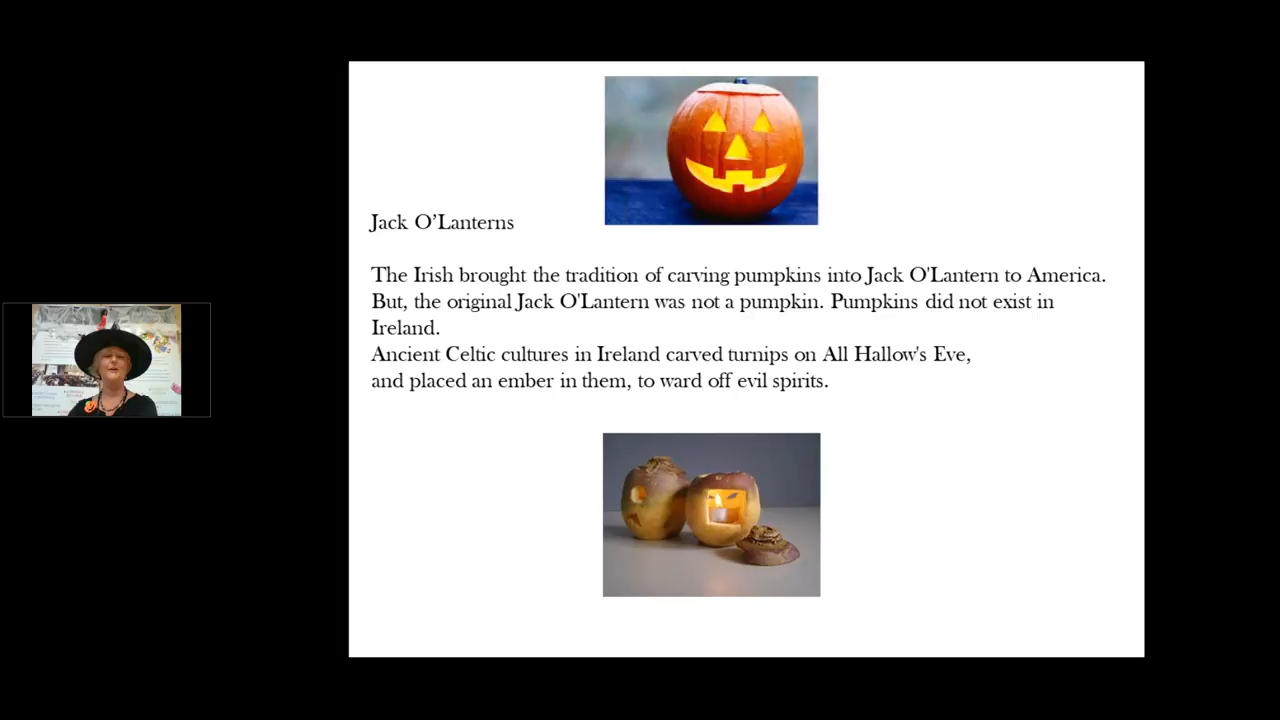 Jack O’Lanterns
The Irish brought the tradition of carving pumpkins into Jack O'Lantern to America.
But, the original Jack O'Lantern was not a pumpkin. Pumpkins did not exist in
Ireland.
Ancient Celtic cultures in Ireland carved turnips on All Hallow's Eve,
and placed an ember in them, to ward off evil spirits.